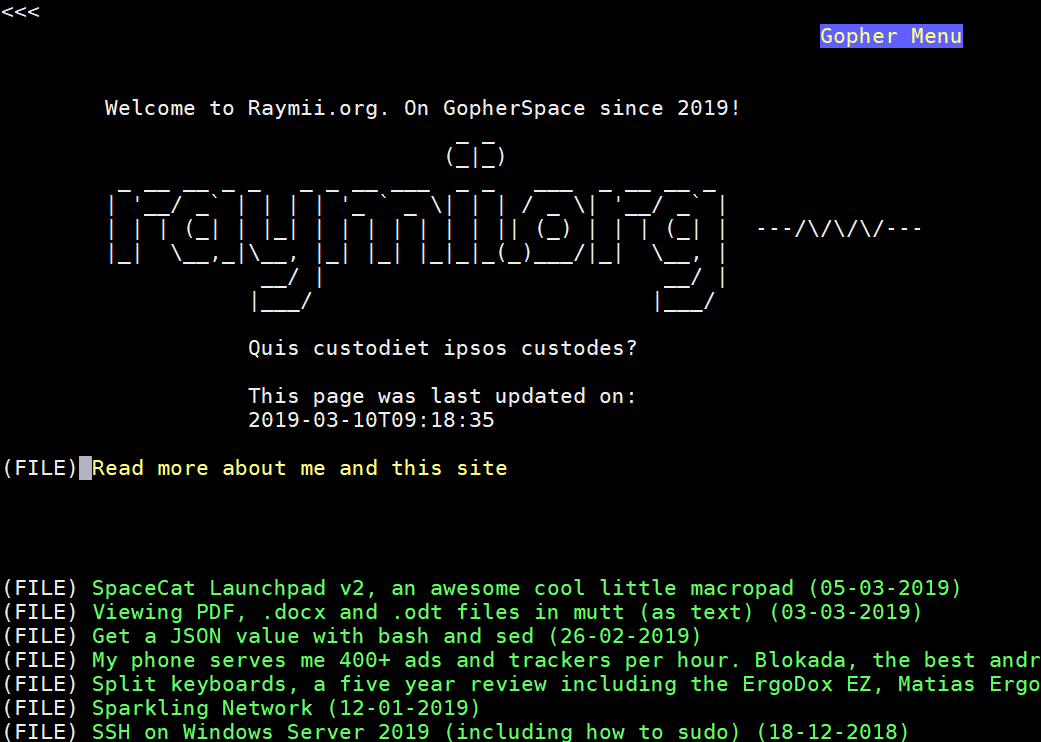 <<<
Gopher Menu
Welcome to Raymii.org. On GopherSpace since 2019!
raymiiorg ---/\/\/\/---
Quis custodiet ipsos custodes?
This page was last updated on:
2019-03-10T09:18:35
(FILE) Read more about me and this site
(FILE) SpaceCat Launchpad v2, an awesome cool little macropad (05-03-2019)
(FILE) Viewing PDF, .docx and .odt files in mutt (as text) (03-03-2019)
(FILE) Get a JSON value with bash and sed (26-02-2019)
(FILE) My phone serves me 400+ ads and trackers per hour. Blokada, the best andr
(FILE) Split keyboards, a five year review including the ErgoDox EZ, Matias Ergo
(FILE) Sparkling Network (12-01-2019)
(FILE) SSH on Windows Server 2019 (including how to sudo) (18-12-2018)